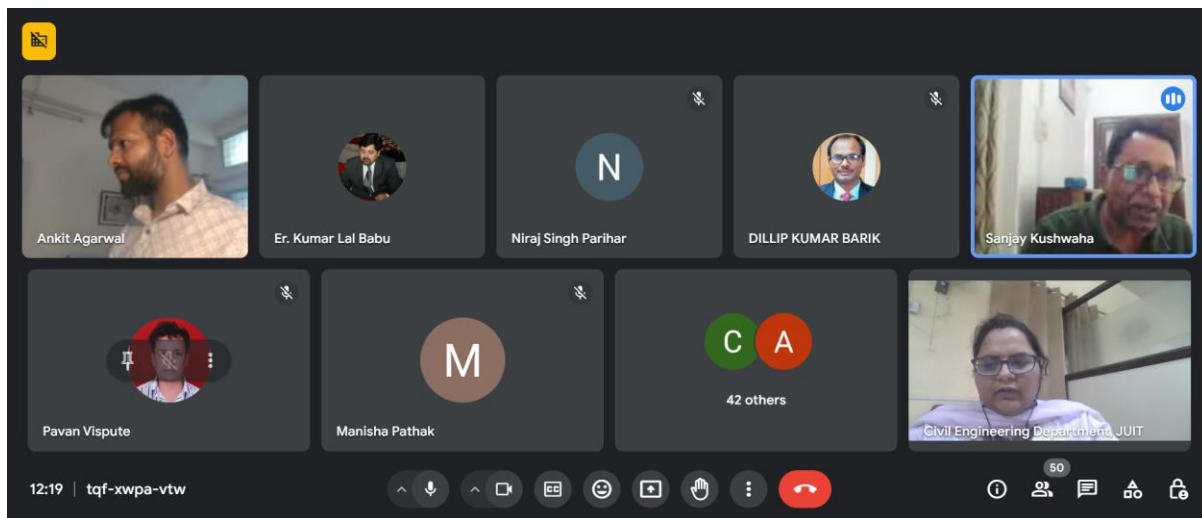 Ankit Agarwal
Er. Kumar Lal Babu
N
Niraj Singh Parihar
DILLIP KUMAR BARIK
Sanjay Kushwaha
Pavan Vispute
M
Manisha Pathak
C A
42 others
Civil Engineering Department, JUIT
12:19 | tqf-xwpa-vtw
CC
50